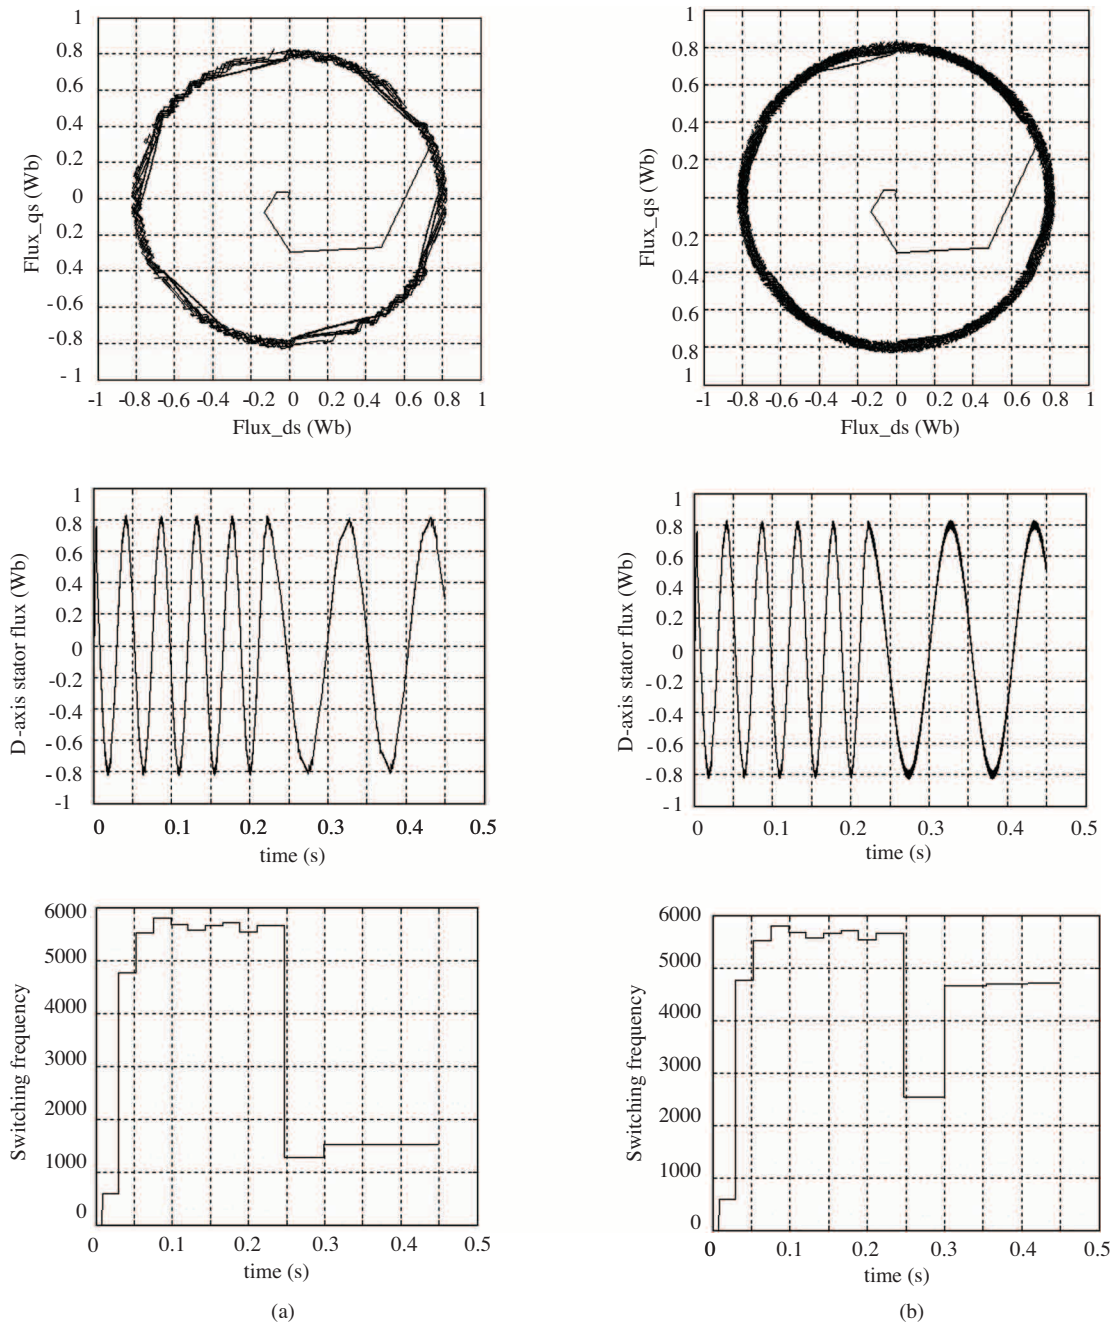 1
0.8
0.6
0.4
0.2
0
0.2
0.4
-0.6
-0.8
- 1
Flux_qs (Wb)
-1 -0.8 -0.6 -0.4 -0.2 0 0.2 0.4 0.6 0.8 1
Flux_ds (Wb)
1
0.8
0.6
0.4
0.2
0
0.2
0.4
0.6
0.8
1
Flux_qs (Wb)
-1 -0.8 -0.6 -0.4 -0.2 0 0.2 0.4 0.6 0.8 1
Flux_ds (Wb)
1
0.8
0.6
0.4
0.2
0
-0.2
-0.4
-0.6
-0.8
-1
D-axis stator flux (Wb)
0 0.1 0.2 0.3 0.4 0.5
time (s)
1
0.8
0.6
0.4
0.2
0
-0.2
-0.4
-0.6
-0.8
-1
D-axis stator flux (Wb)
0 0.1 0.2 0.3 0.4 0.5
time (s)
6000
5000
4000
3000
2000
1000
0
Switching frequency
0 0.1 0.2 0.3 0.4 0.5
time (s)
(a)
6000
5000
4000
3000
2000
1000
0
Switching frequency
0 0.1 0.2 0.3 0.4 0.5
time (s)
(b)